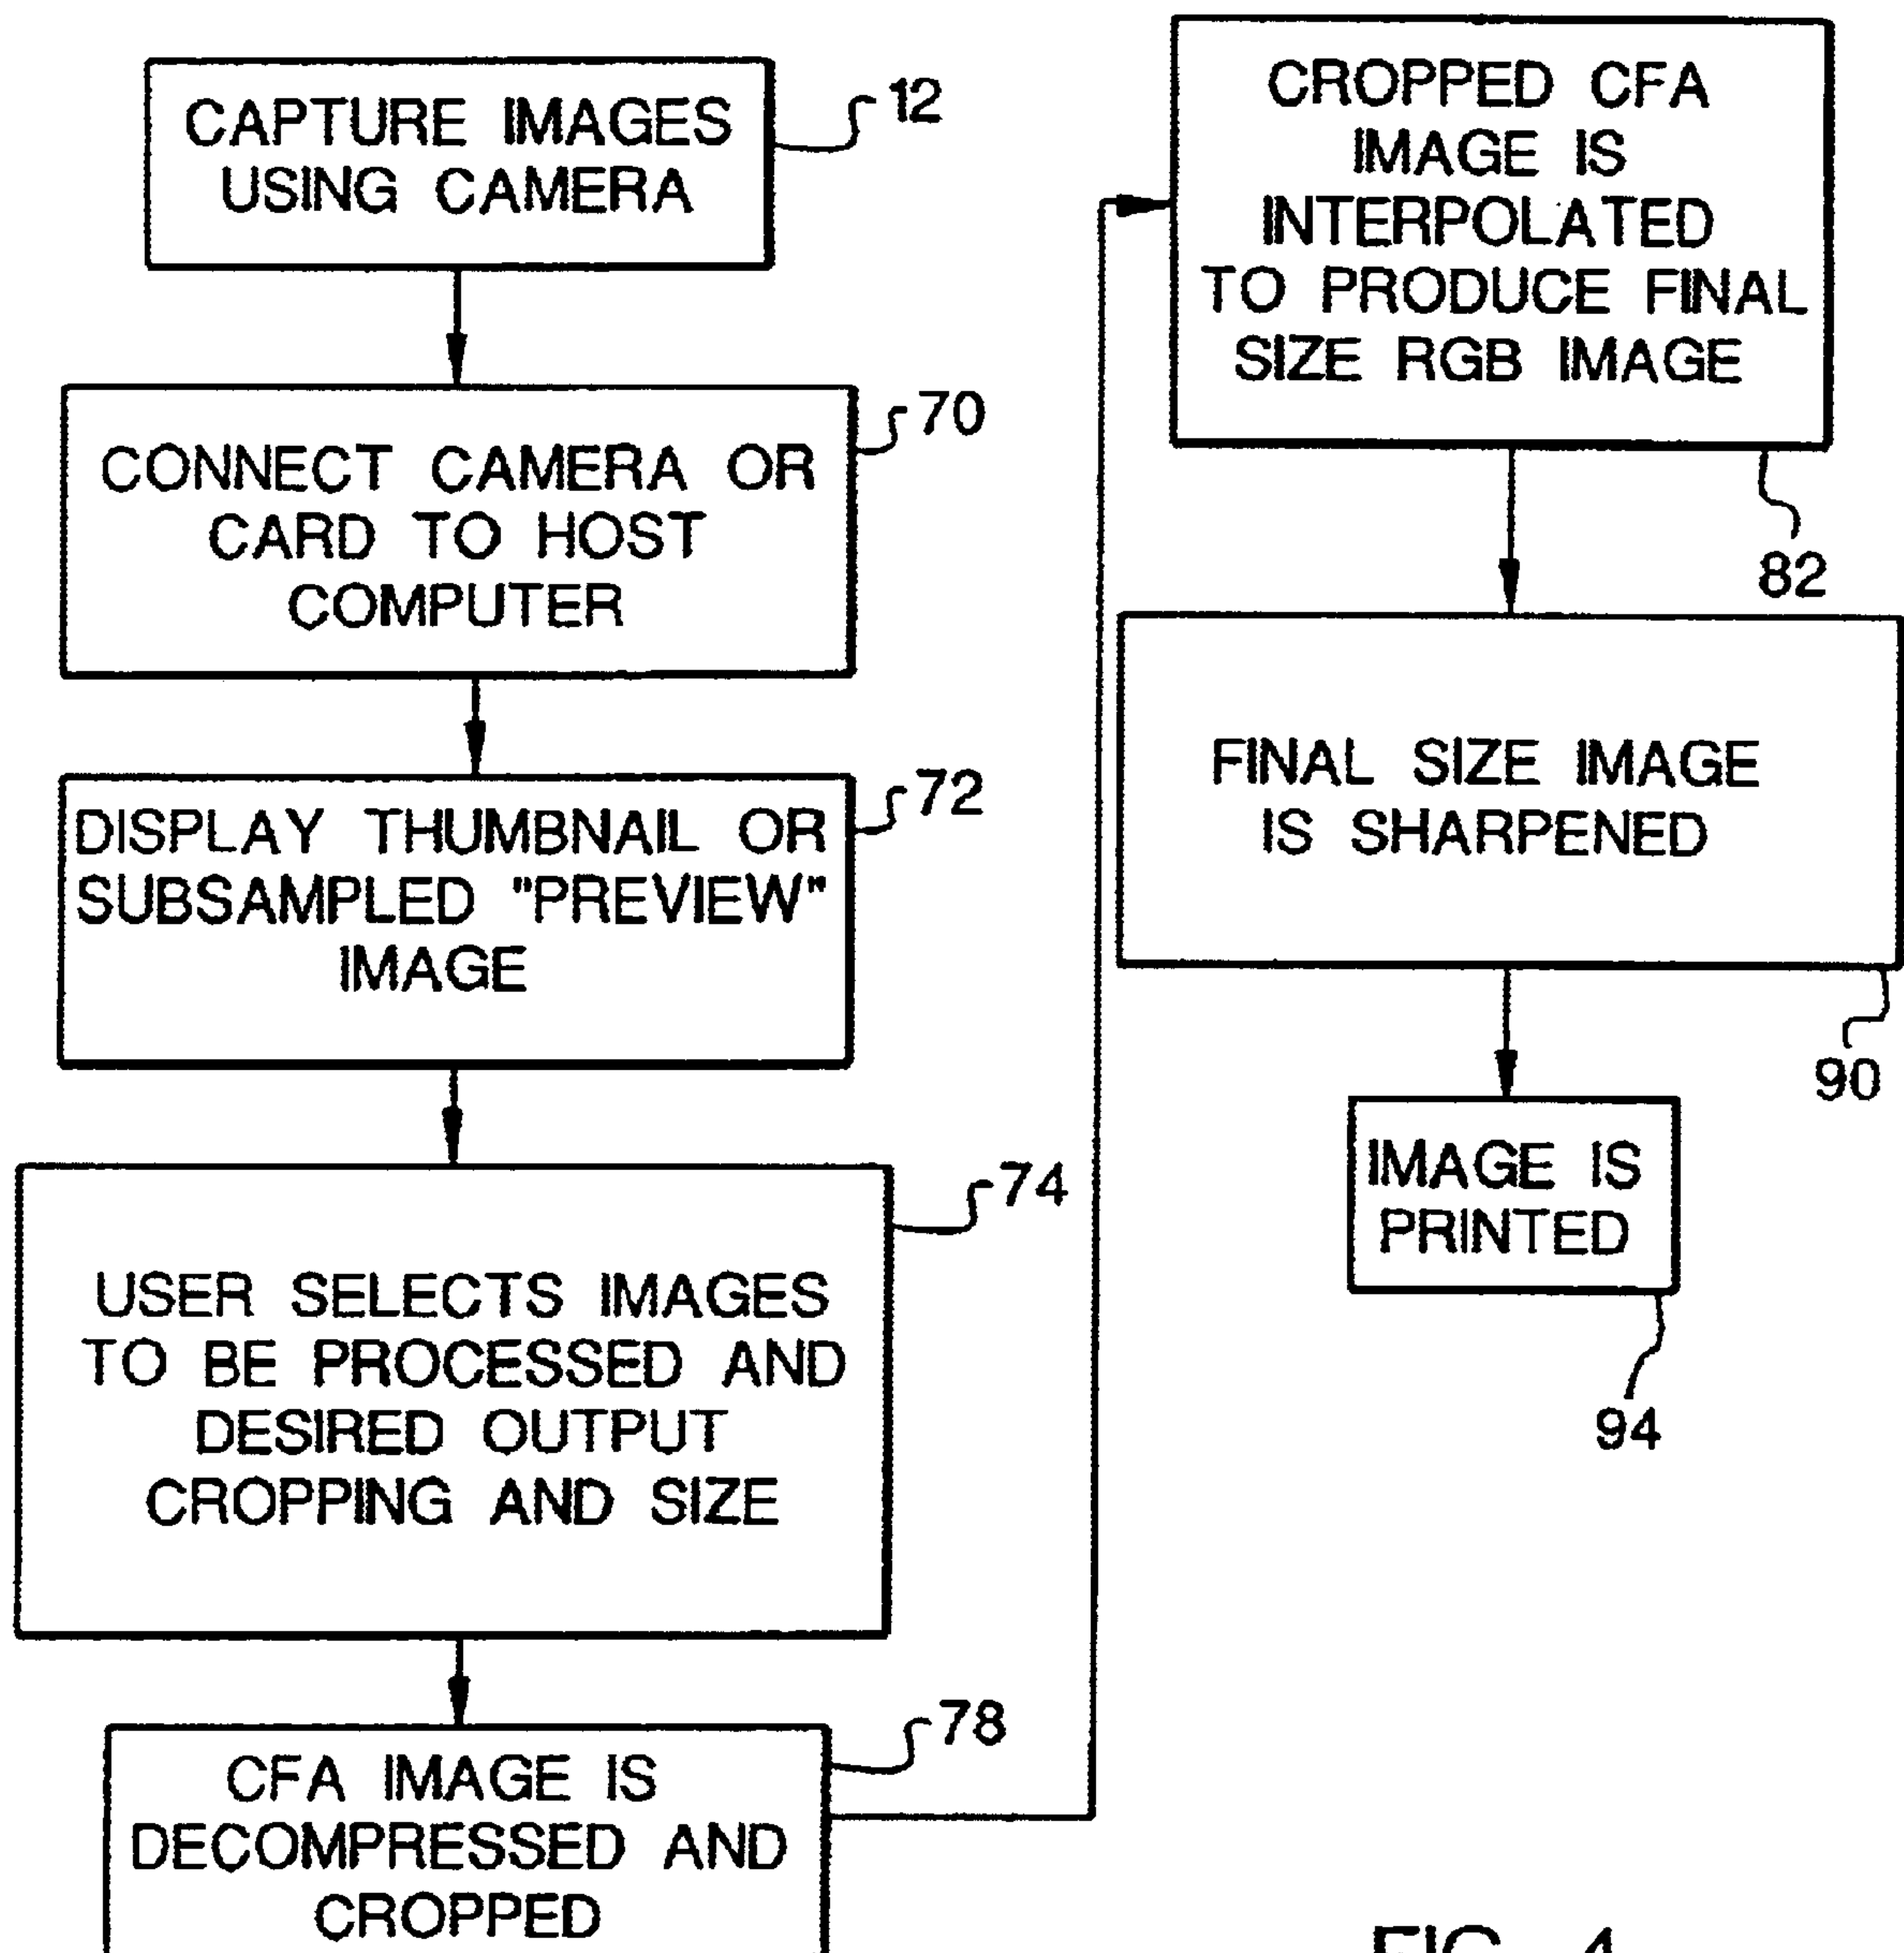 CAPTURE IMAGES
USING CAMERA
12
CONNECT CAMERA OR
CARD TO HOST
COMPUTER
70
DISPLAY THUMBNAIL OR
SUBSAMPLED "PREVIEW"
IMAGE
72
USER SELECTS IMAGES
TO BE PROCESSED AND
DESIRED OUTPUT
CROPPING AND SIZE
74
CFA IMAGE IS
DECOMPRESSED AND
CROPPED
78
CROPPED CFA
IMAGE IS
INTERPOLATED
TO PRODUCE FINAL
SIZE RGB IMAGE
82
FINAL SIZE IMAGE
IS SHARPENED
90
IMAGE IS
PRINTED
94
FIG. 4